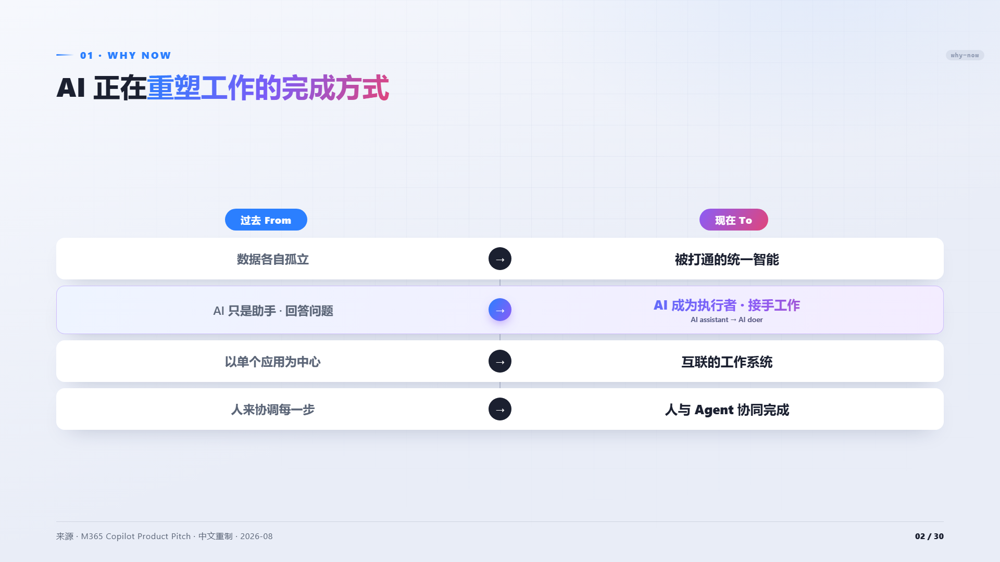 01 · WHY NOW
why-now
AI 正在重塑工作的完成方式
过去 From
现在 To
数据各自孤立 → 被打通的统一智能
AI 只是助手 · 回答问题 → AI 成为执行者 · 接手工作
AI assistant → AI doer
以单个应用为中心 → 互联的工作系统
人来协调每一步 → 人与 Agent 协同完成
来源 · M365 Copilot Product Pitch · 中文重制 · 2026-08
02 / 30